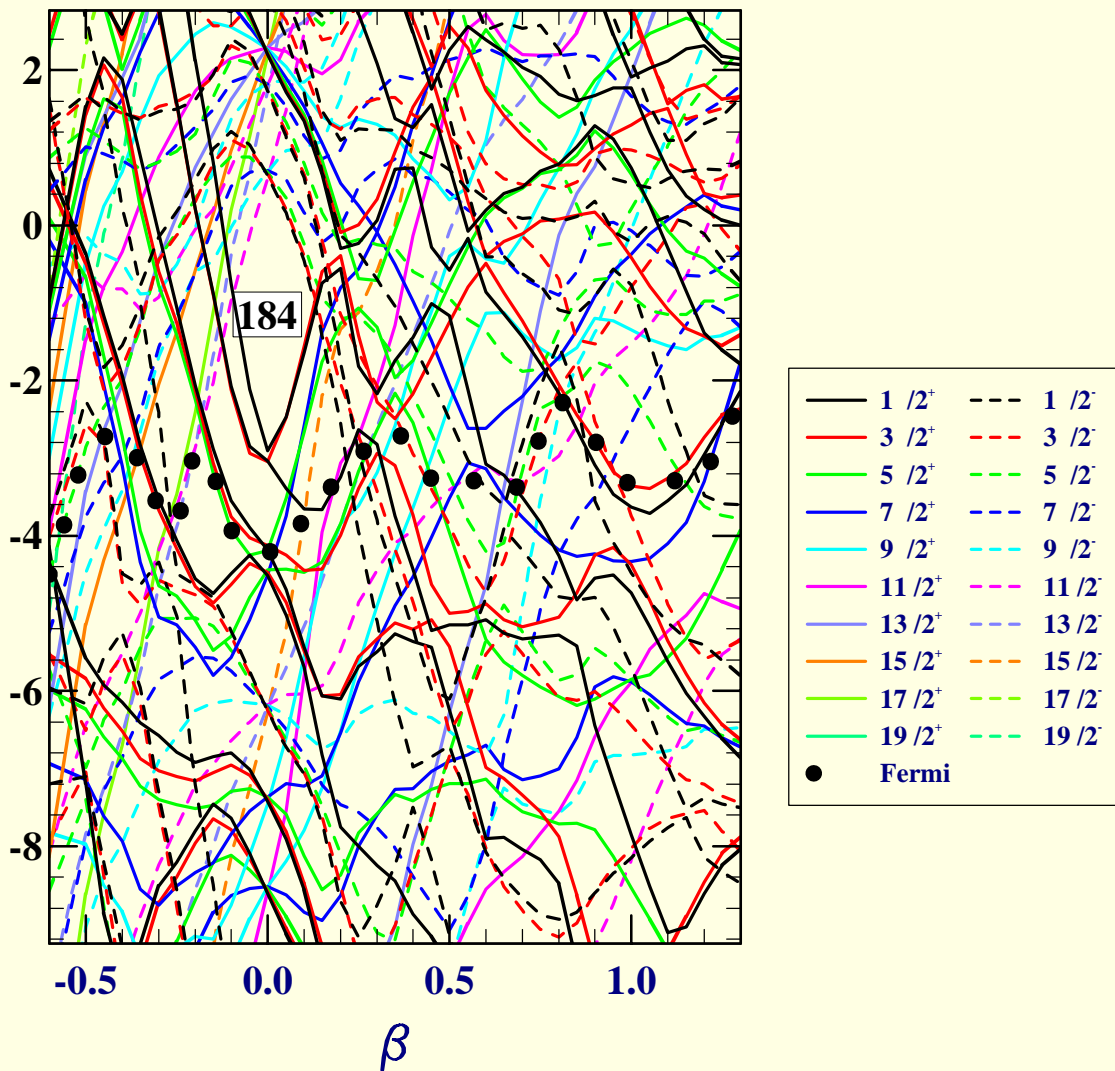 2
0
-2
-4
-6
-8
184
-0.5 0.0 0.5 1.0
β
1 /2+ 1 /2-
3 /2+ 3 /2-
5 /2+ 5 /2-
7 /2+ 7 /2-
9 /2+ 9 /2-
11 /2+ 11 /2-
13 /2+ 13 /2-
15 /2+ 15 /2-
17 /2+ 17 /2-
19 /2+ 19 /2-
Fermi